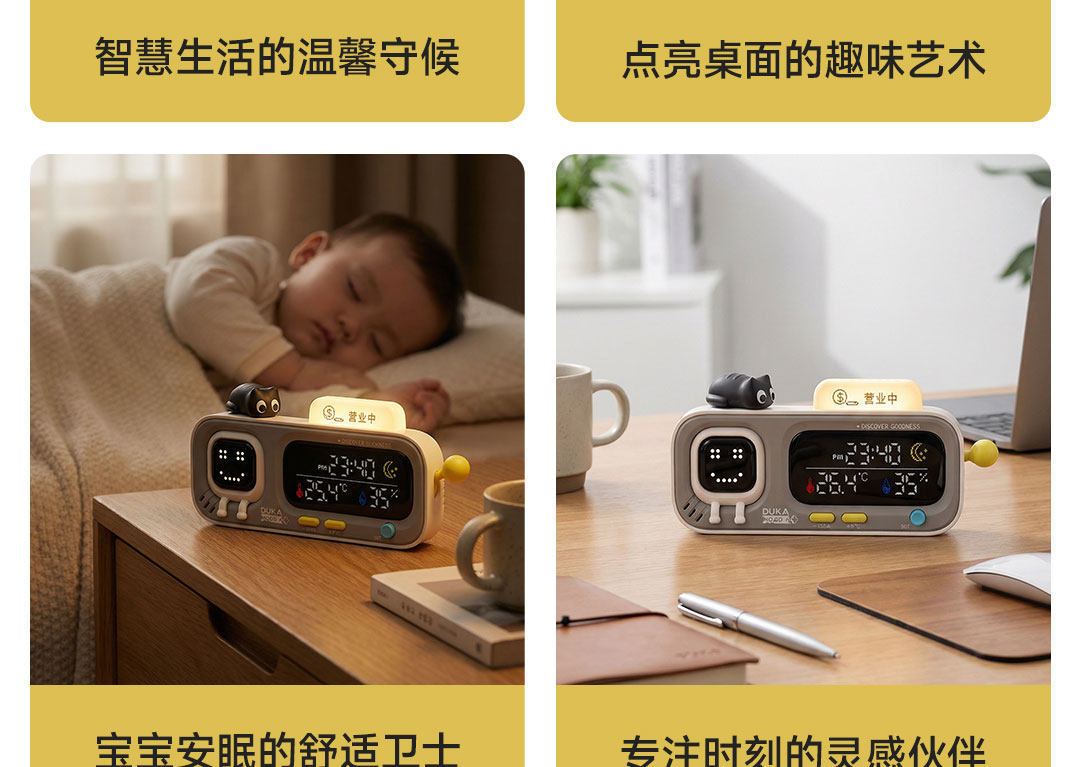 智慧生活的温馨守候
点亮桌面的趣味艺术
营业中
DISCOVER GOODNESS
PM 23:40
25.4°C 35%
DUKA
营业中
DISCOVER GOODNESS
PM 23:40
26.4°C 35%
DUKA
宝宝安眠的舒适卫士
专注时刻的灵感伙伴